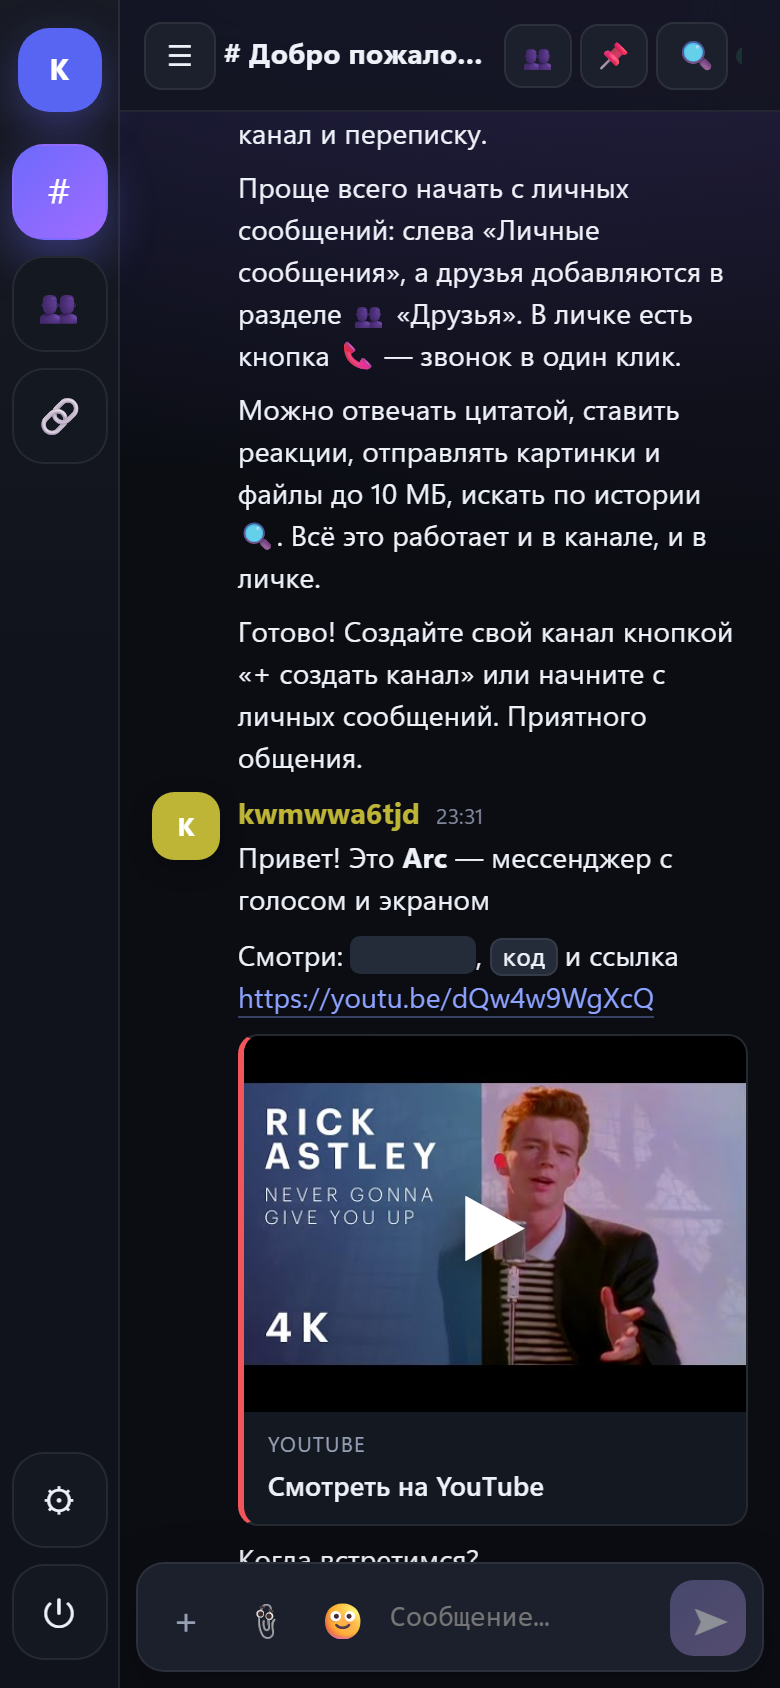 K
# Добро пожало...
#
канал и переписку.
Проще всего начать с личных
сообщений: слева «Личные
сообщения», а друзья добавляются в
разделе 👥 «Друзья». В личке есть
кнопка 📞 — звонок в один клик.
Можно отвечать цитатой, ставить
реакции, отправлять картинки и
файлы до 10 МБ, искать по истории
🔍. Всё это работает и в канале, и в
личке.
Готово! Создайте свой канал кнопкой
«+ создать канал» или начните с
личных сообщений. Приятного
общения.
K
kwmwwa6tjd 23:31
Привет! Это Arc — мессенджер с
голосом и экраном
Смотри: , код и ссылка
https://youtu.be/dQw4w9WgXcQ
RICK
ASTLEY
NEVER GONNA
GIVE YOU UP
4K
YOUTUBE
Смотреть на YouTube
Когда встретимся?
+ Сообщение...